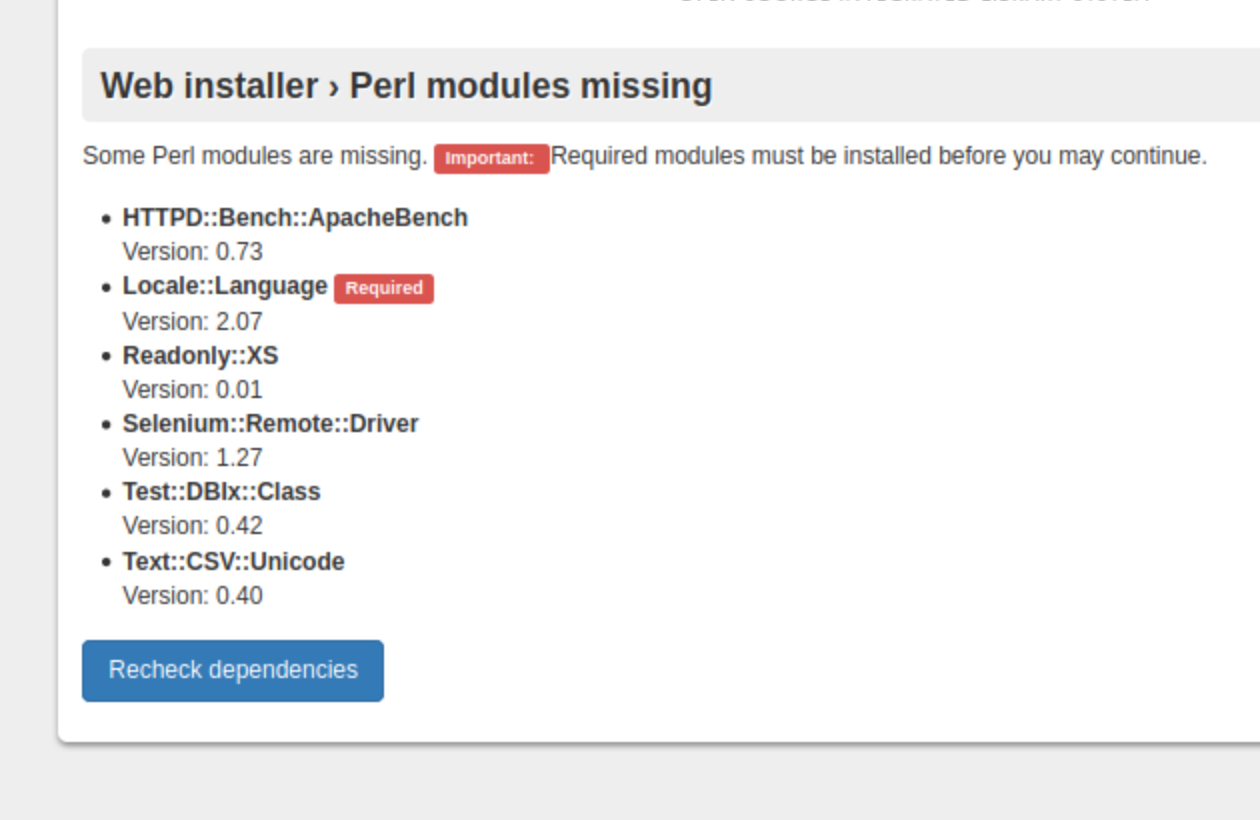 Web installer › Perl modules missing
Some Perl modules are missing. Important: Required modules must be installed before you may continue.
HTTPD::Bench::ApacheBench
Version: 0.73
Locale::Language Required
Version: 2.07
Readonly::XS
Version: 0.01
Selenium::Remote::Driver
Version: 1.27
Test::DBIx::Class
Version: 0.42
Text::CSV::Unicode
Version: 0.40
Recheck dependencies